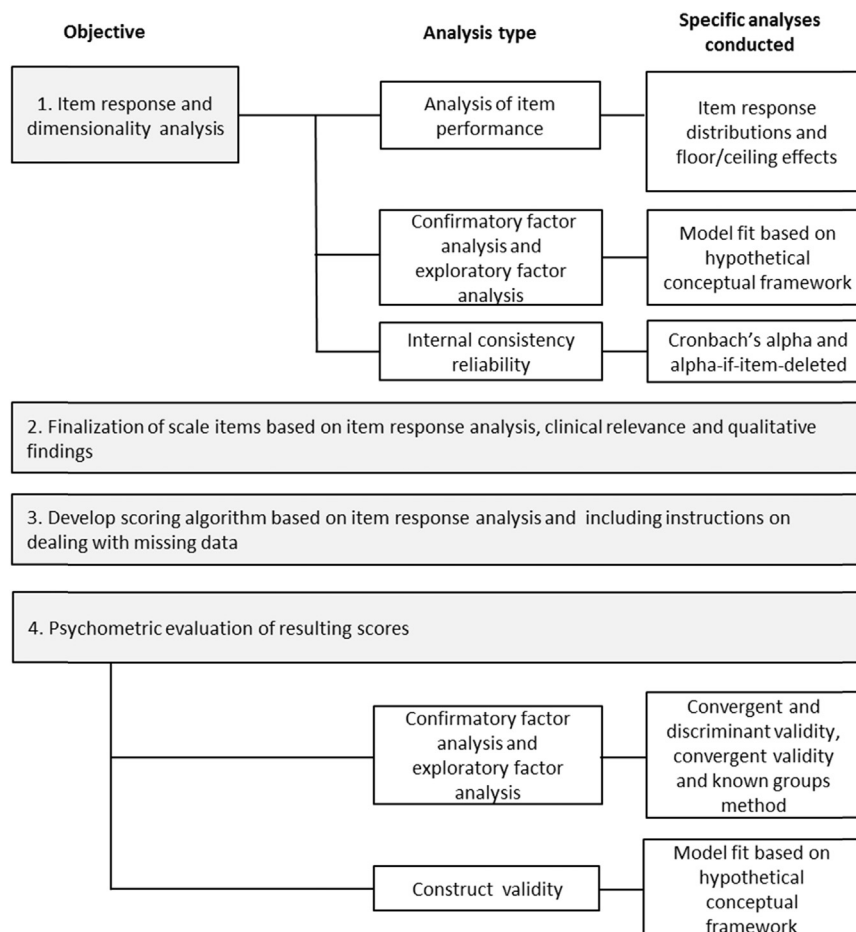 Objective
Analysis type
Specific analyses
conducted
1. Item response and
dimensionality analysis
Analysis of item
performance
Item response
distributions and
floor/ceiling effects
Confirmatory factor
analysis and
exploratory factor
analysis
Model fit based on
hypothetical
conceptual framework
Internal consistency
reliability
Cronbach's alpha and
alpha-if-item-deleted
2. Finalization of scale items based on item response analysis, clinical relevance and qualitative
findings
3. Develop scoring algorithm based on item response analysis and including instructions on
dealing with missing data
4. Psychometric evaluation of resulting scores
Confirmatory factor
analysis and
exploratory factor
analysis
Convergent and
discriminant validity,
convergent validity
and known groups
method
Construct validity
Model fit based on
hypothetical
conceptual
framework